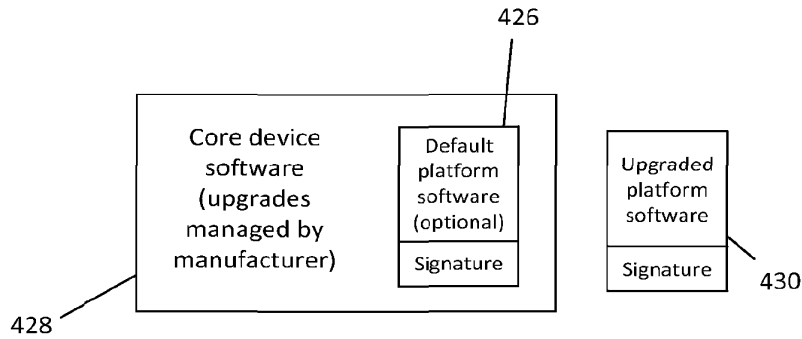 426
Core device
software
(upgrades
managed by
manufacturer)
Default
platform
software
(optional)
Signature
Upgraded
platform
software
Signature
428
430